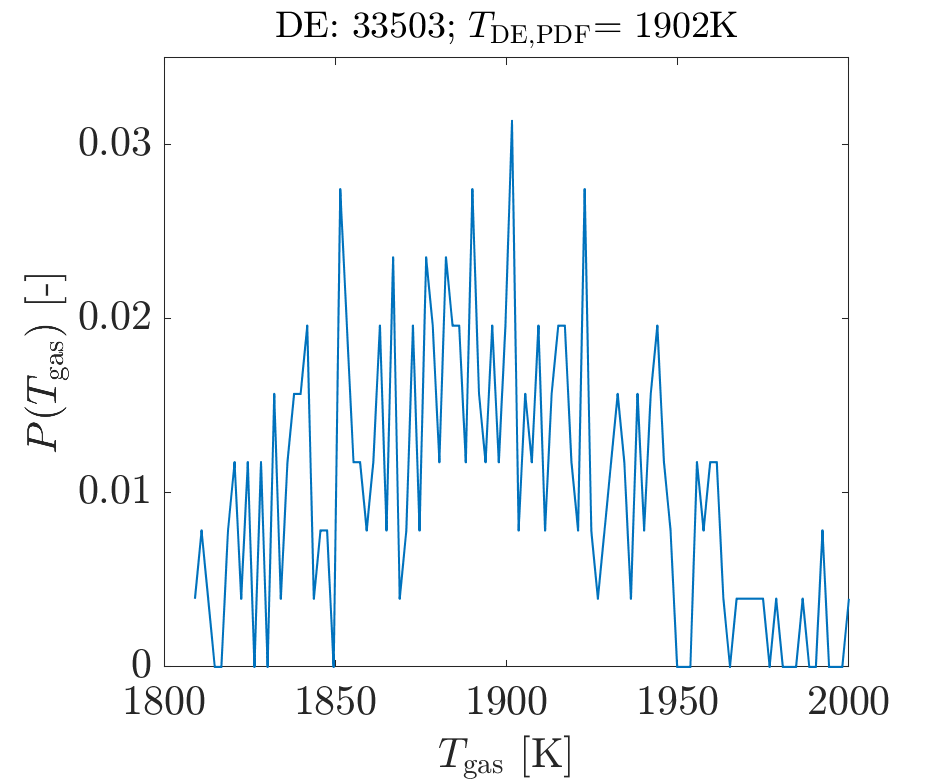 DE: 33503; T_DE,PDF= 1902K
0.03
0.02
0.01
0
P(T_gas) [-]
1800 1850 1900 1950 2000
T_gas [K]